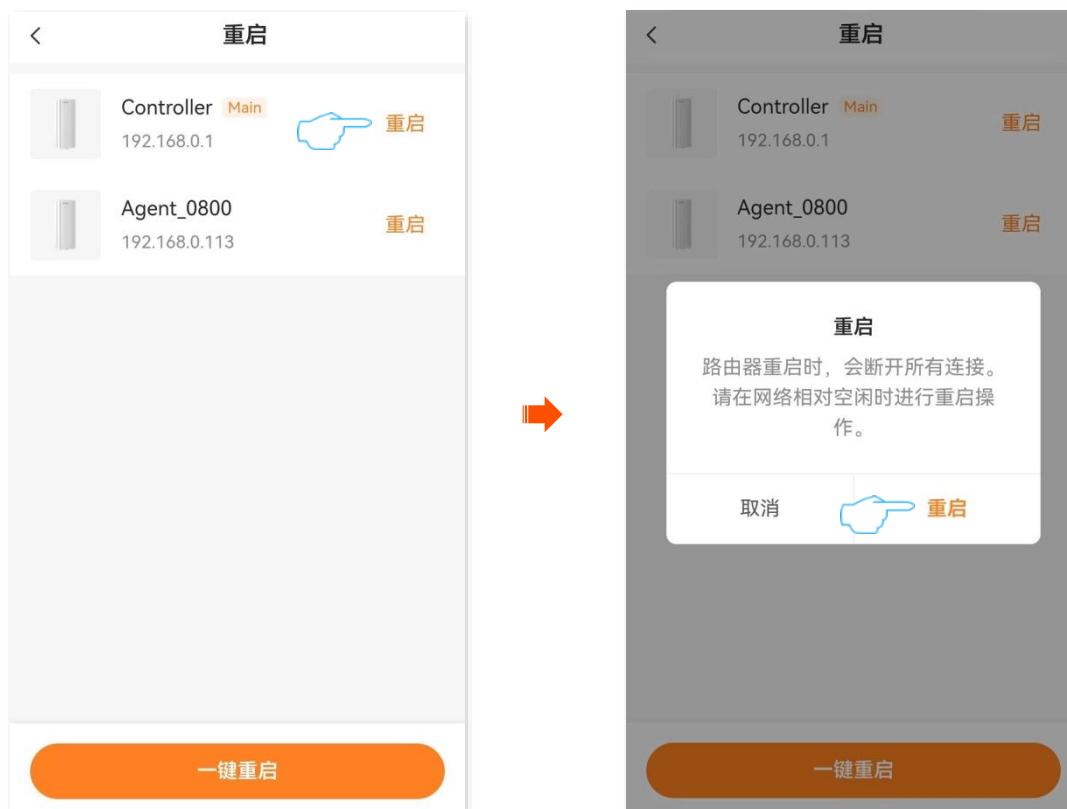 重启
Controller Main
192.168.0.1
重启
Agent_0800
192.168.0.113
重启
一键重启
重启
Controller Main
192.168.0.1
重启
Agent_0800
192.168.0.113
重启
重启
路由器重启时，会断开所有连接。
请在网络相对空闲时进行重启操
作。
取消
重启
一键重启